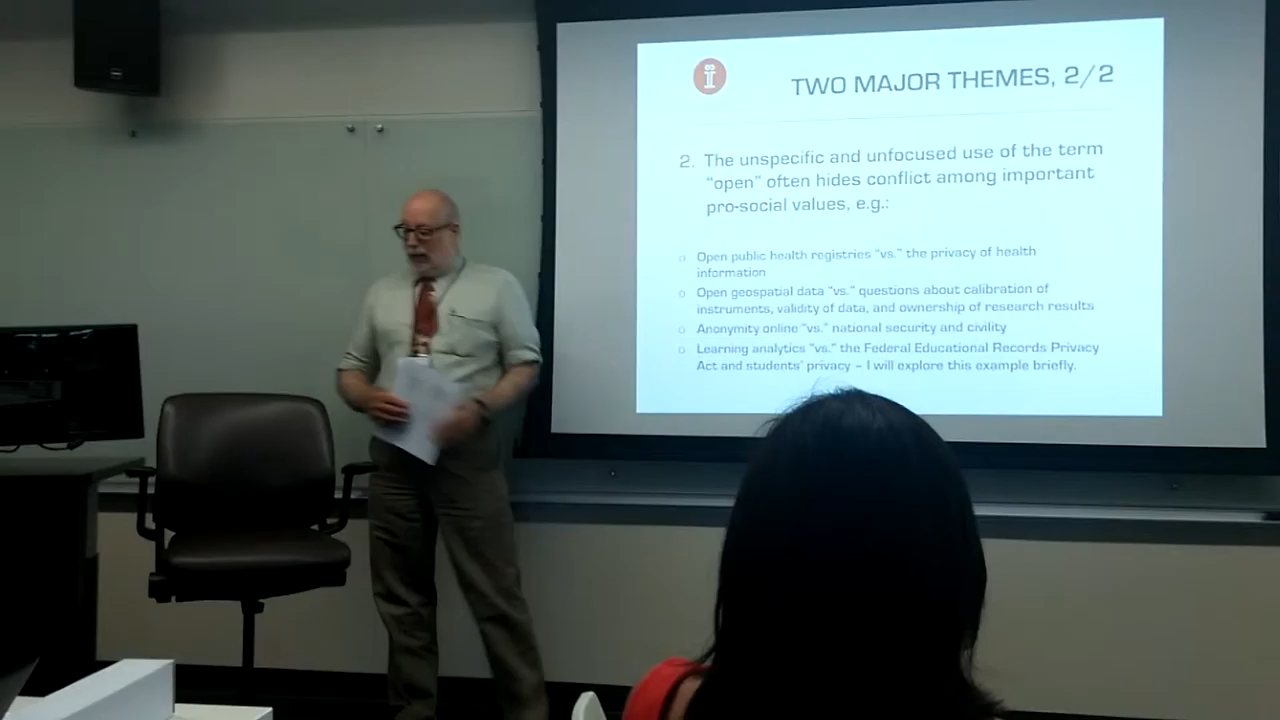 TWO MAJOR THEMES, 2/2
2. The unspecific and unfocused use of the term
"open" often hides conflict among important
pro-social values, e.g.:
Open public health registries "vs." the privacy of health
information
Open geospatial data "vs." questions about calibration of
instruments, validity of data, and ownership of research results
Anonymity online "vs." national security and civility
Learning analytics "vs." the Federal Educational Records Privacy
Act and students' privacy – I will explore this example briefly.